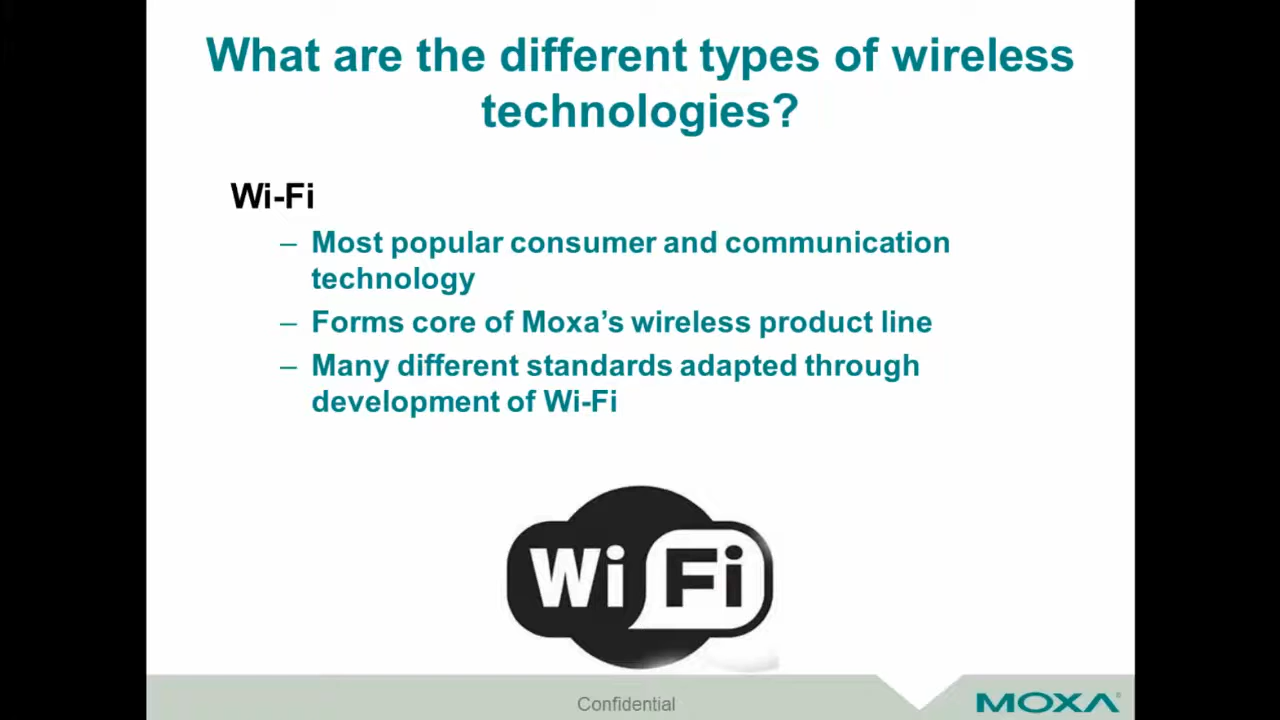 What are the different types of wireless
technologies?
Wi-Fi
– Most popular consumer and communication
technology
– Forms core of Moxa’s wireless product line
– Many different standards adapted through
development of Wi-Fi
Wi Fi
Confidential
MOXA®